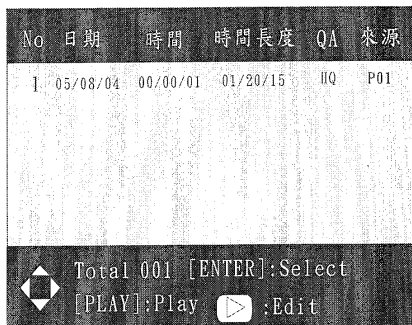 No 日期 時間 時間長度 QA 來源
1 05/08/04 00/00/01 01/20/15 HQ P01
Total 001 [ENTER]:Select
[PLAY]:Play :Edit